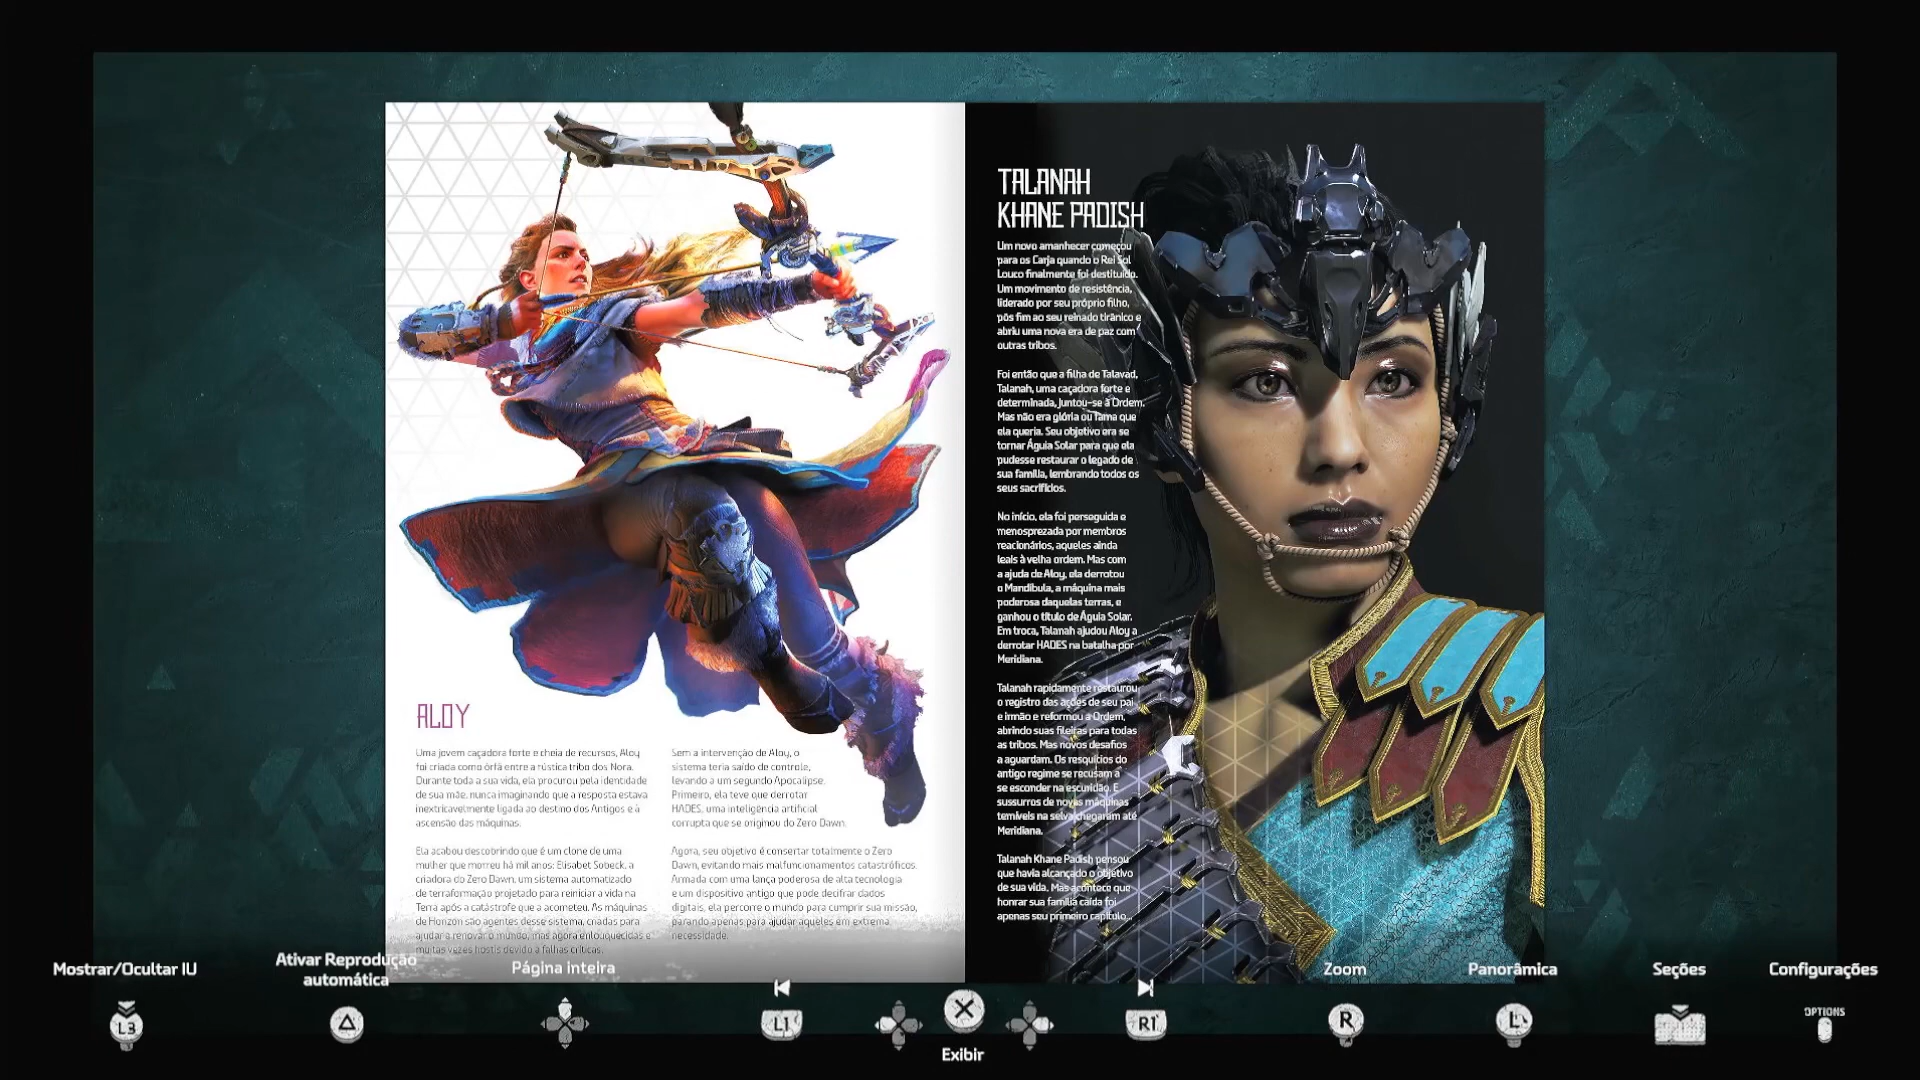 ALOY
Uma jovem caçadora forte e cheia de recursos, Aloy
foi criada como órfã entre a rústica tribo dos Nora.
Durante toda a sua vida, ela procurou pela identidade
de sua mãe, nunca imaginando que a resposta estava
inextricavelmente ligada ao destino dos Antigos e à
ascensão das máquinas.
Ela acabou descobrindo que é um clone de uma
mulher que morreu há mil anos: Elisabet Sobeck, a
criadora do Zero Dawn, um sistema automatizado
de terraformação projetado para reiniciar a vida na
Terra após a catástrofe que a acometeu. As máquinas
de Horizon são agentes desse sistema, criadas para
ajudar a renovar o mundo, mas agora enlouquecidas e
muitas vezes hostis devido a falhas críticas.
Sem a intervenção de Aloy, o
sistema teria saído de controle,
levando a um segundo Apocalipse.
Primeiro, ela teve que derrotar
HADES, uma inteligência artificial
corrupta que se originou do Zero Dawn.
Agora, seu objetivo é consertar totalmente o Zero
Dawn, evitando mais malfuncionamentos catastróficos.
Armada com uma lança poderosa de alta tecnologia
e um dispositivo antigo que pode decifrar dados
digitais, ela percorre o mundo para cumprir sua missão,
parando apenas para ajudar aqueles em extrema
necessidade.
TALANAH
KHANE PADISH
Um novo amanhecer começou
para os Carja quando o Rei Sol
Louco finalmente foi destituído.
Um movimento de resistência,
liderado por seu próprio filho,
pôs fim ao seu reinado tirânico e
abriu uma nova era de paz com
outras tribos.
Foi então que a filha de Talavad,
Talanah, uma caçadora forte e
determinada, juntou-se à Ordem.
Mas não era glória ou fama que
ela queria. Seu objetivo era se
tornar Águia Solar para que ela
pudesse restaurar o legado de
sua família, lembrando todos os
seus sacrifícios.
No início, ela foi perseguida e
menosprezada por membros
reacionários, aqueles ainda
leais à velha ordem. Mas com
a ajuda de Aloy, ela derrotou
o Mandíbula, a máquina mais
poderosa daquelas terras, e
ganhou o título de Águia Solar.
Em troca, Talanah ajudou Aloy a
derrotar HADES na batalha por
Meridiana.
Talanah rapidamente restaurou
o registro das ações de seu pai
e irmão e reformou a Ordem,
abrindo suas fileiras para todas
as tribos. Mas novos desafios
a aguardam. Os resquícios do
antigo regime se recusam a
se esconder na escuridão. E
sussurros de novas máquinas
temíveis na selva chegaram até
Meridiana.
Talanah Khane Padish pensou
que havia alcançado o objetivo
de sua vida. Mas acontece que
honrar sua família caída foi
apenas seu primeiro capítulo...
Mostrar/Ocultar IU
Ativar Reprodução
automática
Página inteira
Zoom
Panorâmica
Seções
Configurações
L3
L1
R1
R
L
OPTIONS
Exibir